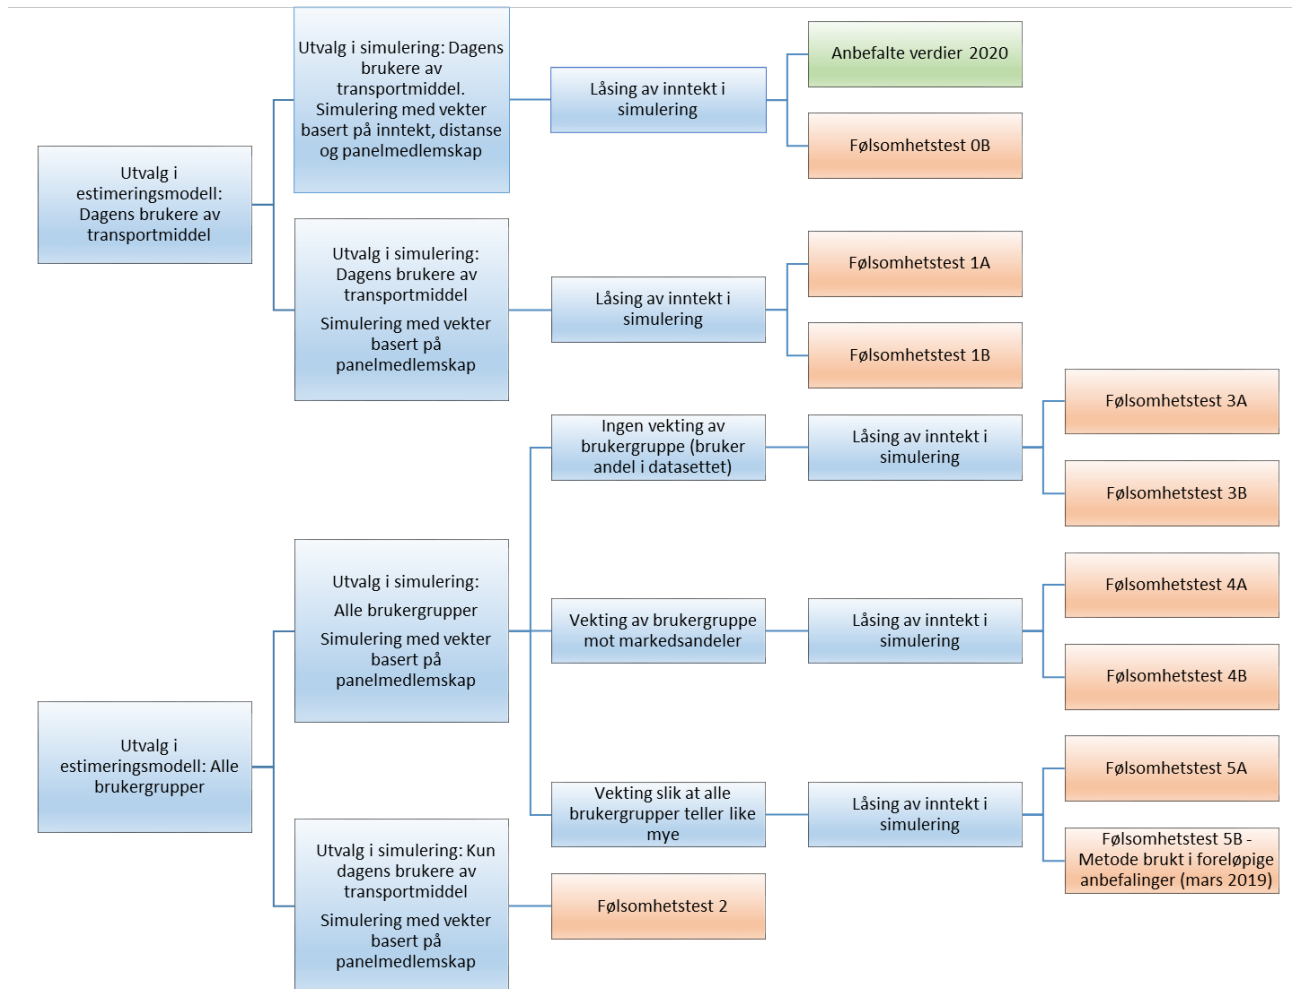 Utvalg i
estimeringsmodell:
Dagens brukere av
transportmiddel
Utvalg i simulering: Dagens
brukere av
transportmiddel.
Simulering med vekter
basert på inntekt, distanse
og panelmedlemskap
Låsing av inntekt i
simulering
Anbefalte verdier 2020
Følsomhetstest 0B
Utvalg i simulering:
Dagens brukere av
transportmiddel
Simulering med vekter
basert på
panelmedlemskap
Låsing av inntekt i
simulering
Følsomhetstest 1A
Følsomhetstest 1B
Utvalg i
estimeringsmodell: Alle
brukergrupper
Utvalg i simulering:
Alle brukergrupper
Simulering med vekter
basert på
panelmedlemskap
Ingen vekting av
brukergruppe (bruker
andel i datasettet)
Låsing av inntekt i
simulering
Følsomhetstest 3A
Følsomhetstest 3B
Vekting av brukergruppe
mot markedsandeler
Låsing av inntekt i
simulering
Følsomhetstest 4A
Følsomhetstest 4B
Vekting slik at alle
brukergrupper teller like
mye
Låsing av inntekt i
simulering
Følsomhetstest 5A
Følsomhetstest 5B -
Metode brukt i foreløpige
anbefalinger (mars 2019)
Utvalg i simulering: Kun
dagens brukere av
transportmiddel
Simulering med vekter
basert på
panelmedlemskap
Følsomhetstest 2